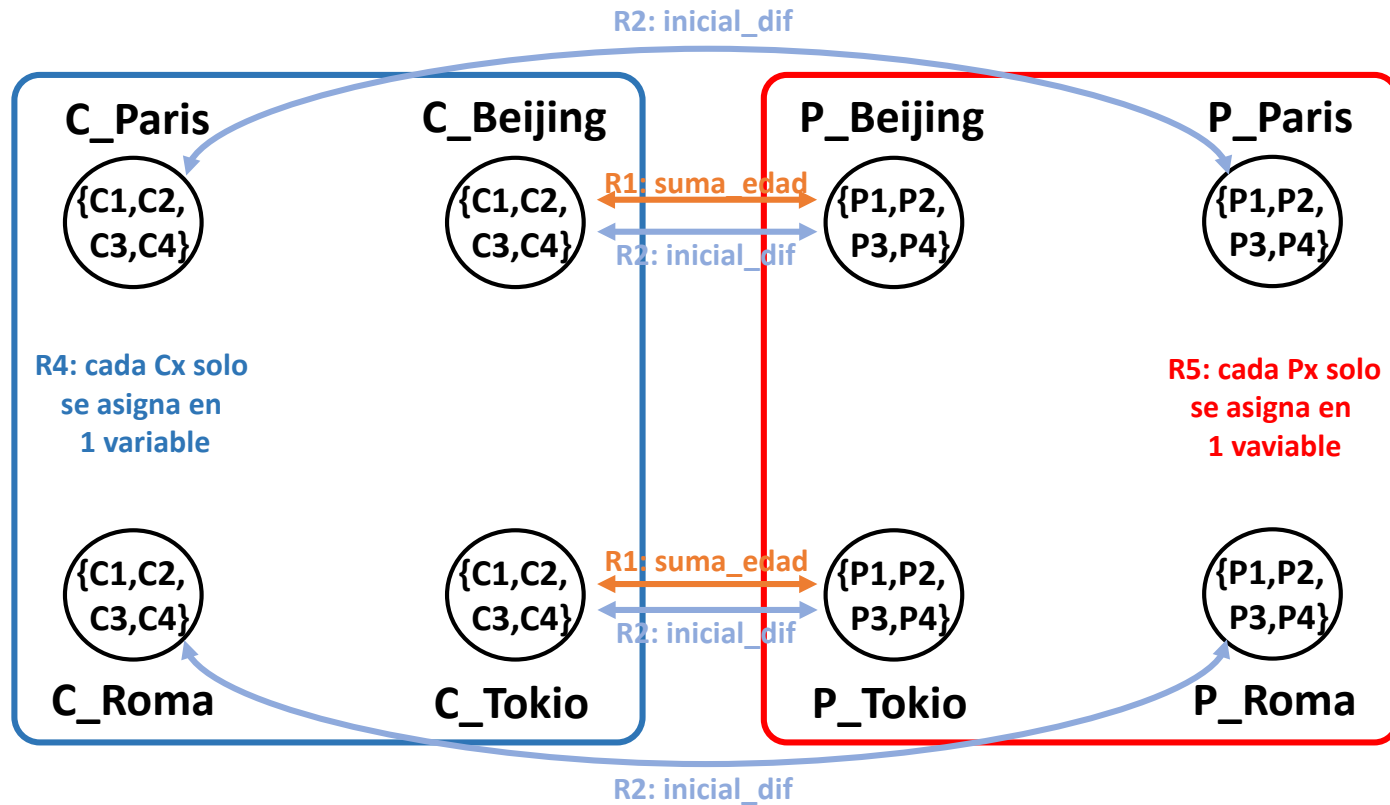 R2: inicial_dif
C_Paris
C_Beijing
P_Beijing
P_Paris
{C1,C2,
C3,C4}
{C1,C2,
C3,C4}
R1: suma_edad
R2: inicial_dif
{P1,P2,
P3,P4}
{P1,P2,
P3,P4}
R4: cada Cx solo
se asigna en
1 variable
R5: cada Px solo
se asigna en
1 vaviable
{C1,C2,
C3,C4}
{C1,C2,
C3,C4}
R1: suma_edad
R2: inicial_dif
{P1,P2,
P3,P4}
{P1,P2,
P3,P4}
C_Roma
C_Tokio
P_Tokio
P_Roma
R2: inicial_dif